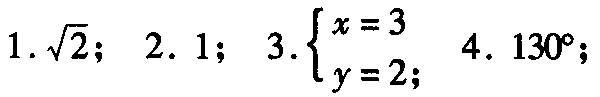 1. √2; 2. 1; 3. { x = 3
y = 2; 4. 130°;